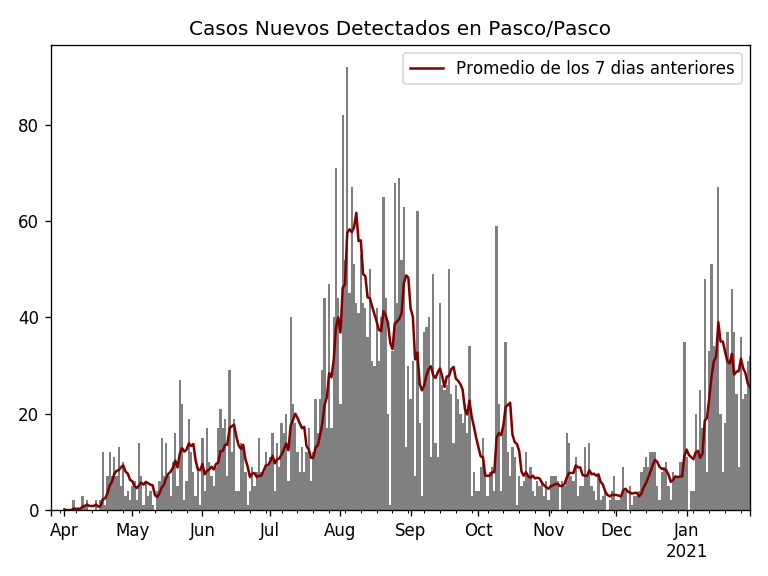 Casos Nuevos Detectados en Pasco/Pasco
Promedio de los 7 dias anteriores
80
60
40
20
0
Apr May Jun Jul Aug Sep Oct Nov Dec Jan
2021